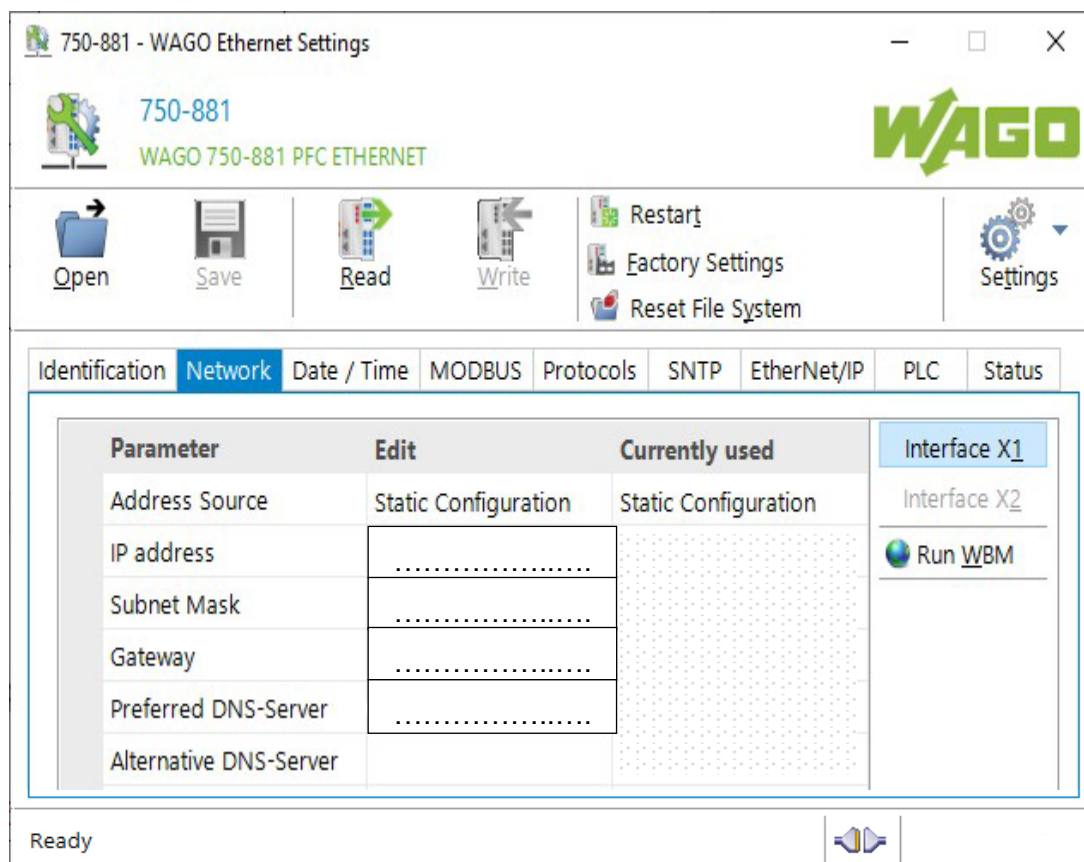 750-881 - WAGO Ethernet Settings
750-881
WAGO 750-881 PFC ETHERNET
WAGO
Open
Save
Read
Write
Restart
Factory Settings
Reset File System
Settings
Identification Network Date / Time MODBUS Protocols SNTP EtherNet/IP PLC Status
Parameter Edit Currently used
Interface X1
Address Source Static Configuration Static Configuration
Interface X2
IP address ......................
Run WBM
Subnet Mask ......................
Gateway ......................
Preferred DNS-Server ......................
Alternative DNS-Server
Ready